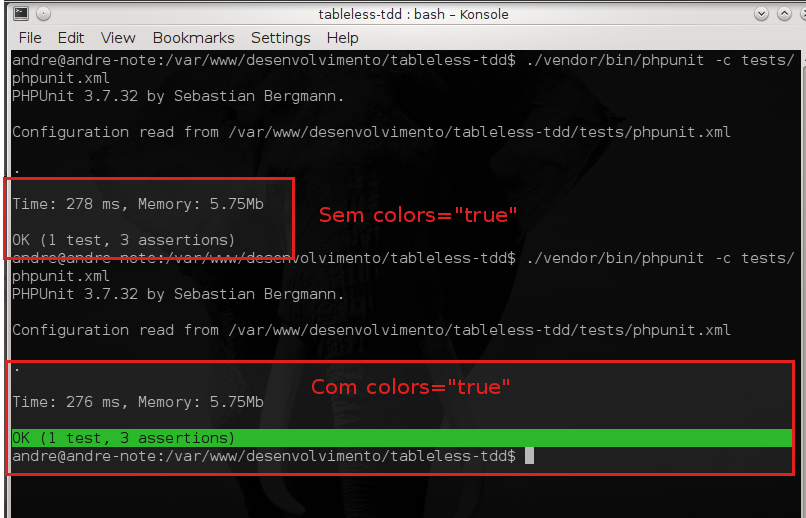 tableless-tdd : bash – Konsole
File Edit View Bookmarks Settings Help
andre@andre-note:/var/www/desenvolvimento/tableless-tdd$ ./vendor/bin/phpunit -c tests/
phpunit.xml
PHPUnit 3.7.32 by Sebastian Bergmann.
Configuration read from /var/www/desenvolvimento/tableless-tdd/tests/phpunit.xml
.
Time: 278 ms, Memory: 5.75Mb
Sem colors="true"
OK (1 test, 3 assertions)
andre@andre-note:/var/www/desenvolvimento/tableless-tdd$ ./vendor/bin/phpunit -c tests/
phpunit.xml
PHPUnit 3.7.32 by Sebastian Bergmann.
Configuration read from /var/www/desenvolvimento/tableless-tdd/tests/phpunit.xml
.
Com colors="true"
Time: 276 ms, Memory: 5.75Mb
OK (1 test, 3 assertions)
andre@andre-note:/var/www/desenvolvimento/tableless-tdd$